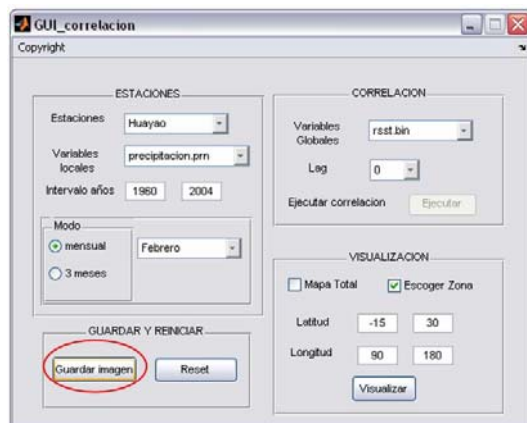 GUI_correlacion
Copyright
ESTACIONES
Estaciones Huayao
Variables locales precipitacion.prn
Intervalo años 1960 2004
Modo
mensual Febrero
3 meses
GUARDAR Y REINICIAR
Guardar imagen Reset
CORRELACION
Variables Globales rsst.bin
Lag 0
Ejecutar correlacion Ejecutar
VISUALIZACION
Mapa Total Escoger Zona
Latitud -15 30
Longitud 90 180
Visualizar